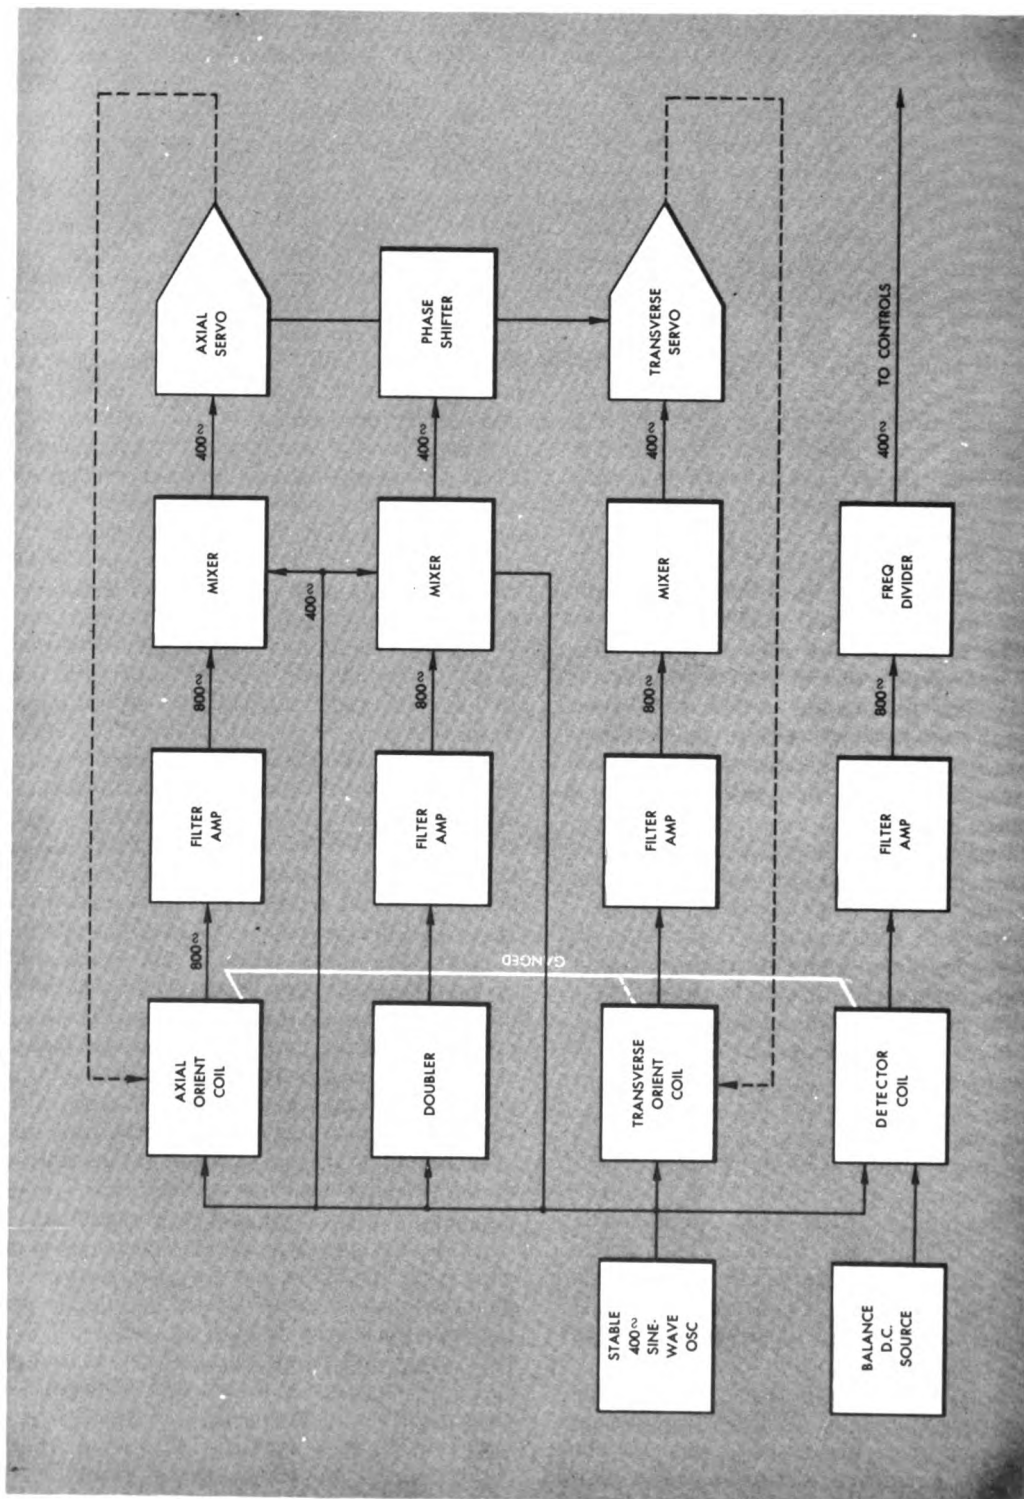 AXIAL
ORIENT
COIL
800~
FILTER
AMP
800~
MIXER
400~
AXIAL
SERVO
400~
DOUBLER
FILTER
AMP
800~
MIXER
400~
PHASE
SHIFTER
GANGED
STABLE
400~
SINE-
WAVE
OSC
TRANSVERSE
ORIENT
COIL
FILTER
AMP
800~
MIXER
400~
TRANSVERSE
SERVO
BALANCE
D.C.
SOURCE
DETECTOR
COIL
FILTER
AMP
800~
FREQ
DIVIDER
400~ TO CONTROLS